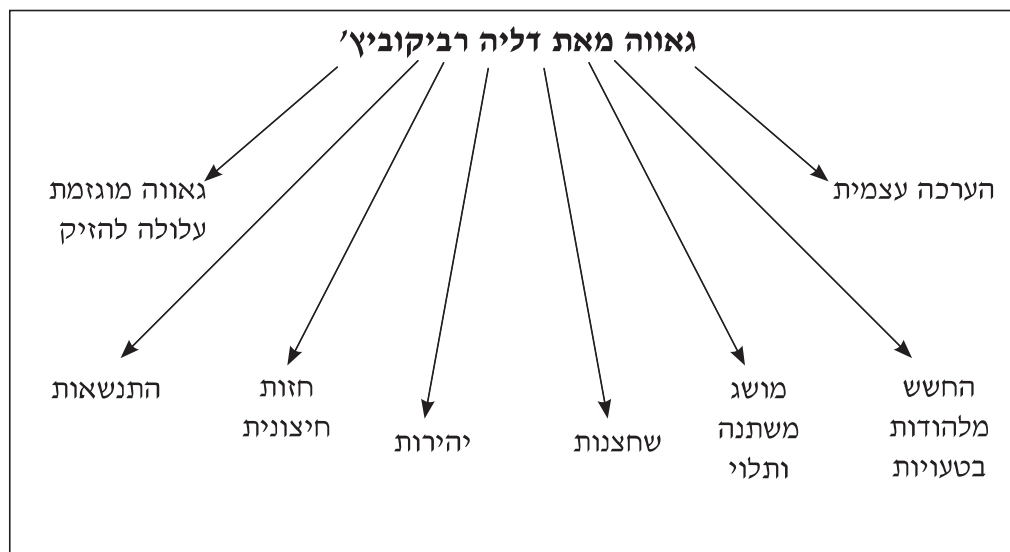 גאווה מאת דליה רביקוביץ'
הערכה עצמית
גאווה מוגזמת
עלולה להזיק
החשש
מלהודות
בטעויות
מושג
משתנה
ותלוי
שחצנות
יהירות
חזות
חיצונית
התנשאות